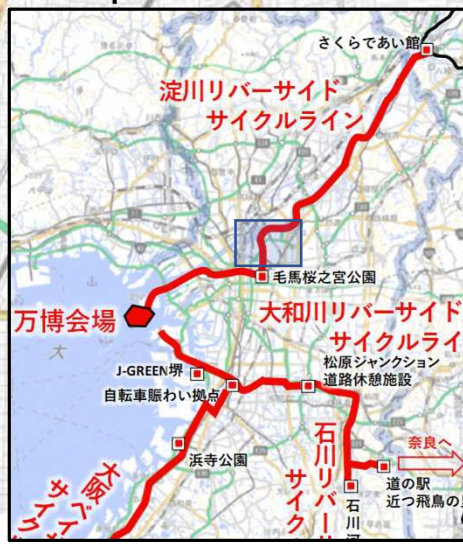 さくらであい館
淀川リバーサイド
サイクルライン
毛馬桜之宮公園
万博会場
大和川リバーサイド
サイクルライ
松原ジャンクション
道路休憩施設
J-GREEN堺
自転車賑わい拠点
大
浜寺公園
石川リバー
サイク
奈良へ
道の駅
近つ飛鳥の
石川河
大阪ベイ
サイク